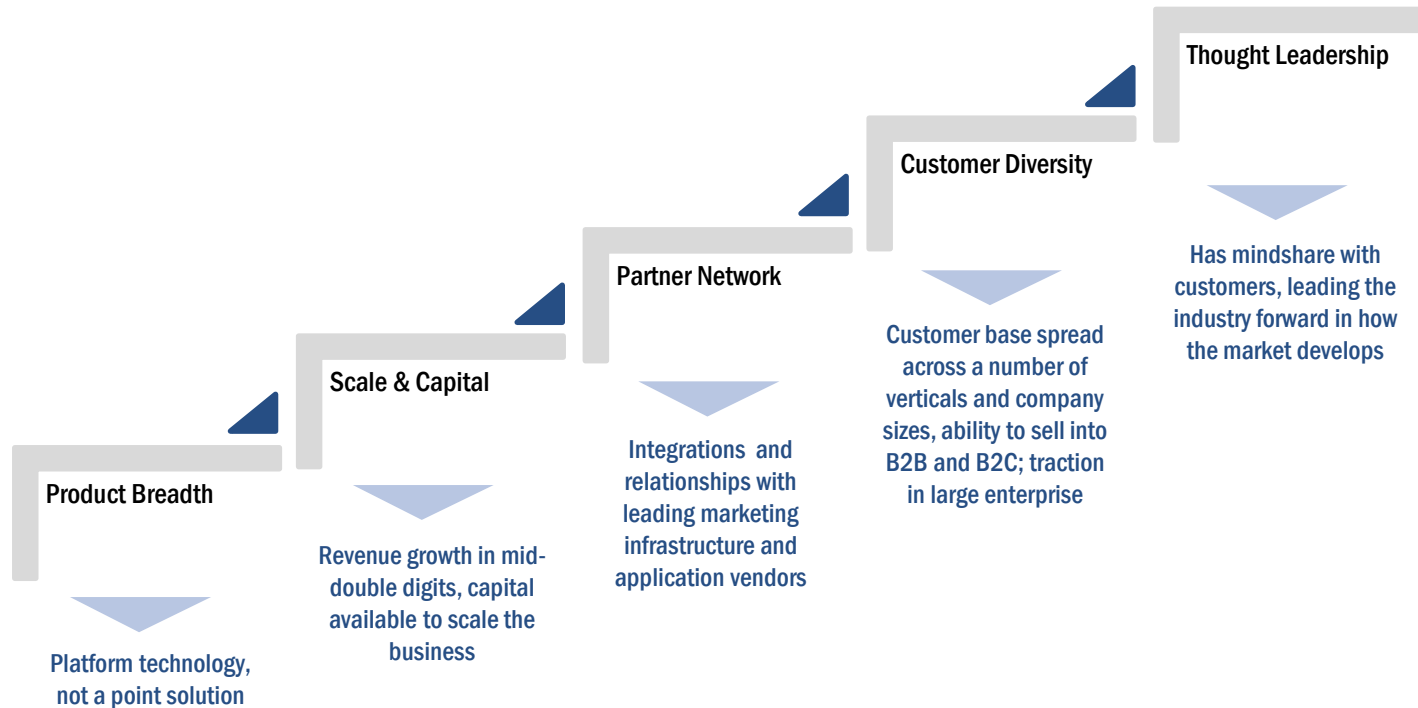 Product Breadth
Platform technology,
not a point solution
Scale & Capital
Revenue growth in mid-
double digits, capital
available to scale the
business
Partner Network
Integrations and
relationships with
leading marketing
infrastructure and
application vendors
Customer Diversity
Customer base spread
across a number of
verticals and company
sizes, ability to sell into
B2B and B2C; traction
in large enterprise
Thought Leadership
Has mindshare with
customers, leading the
industry forward in how
the market develops